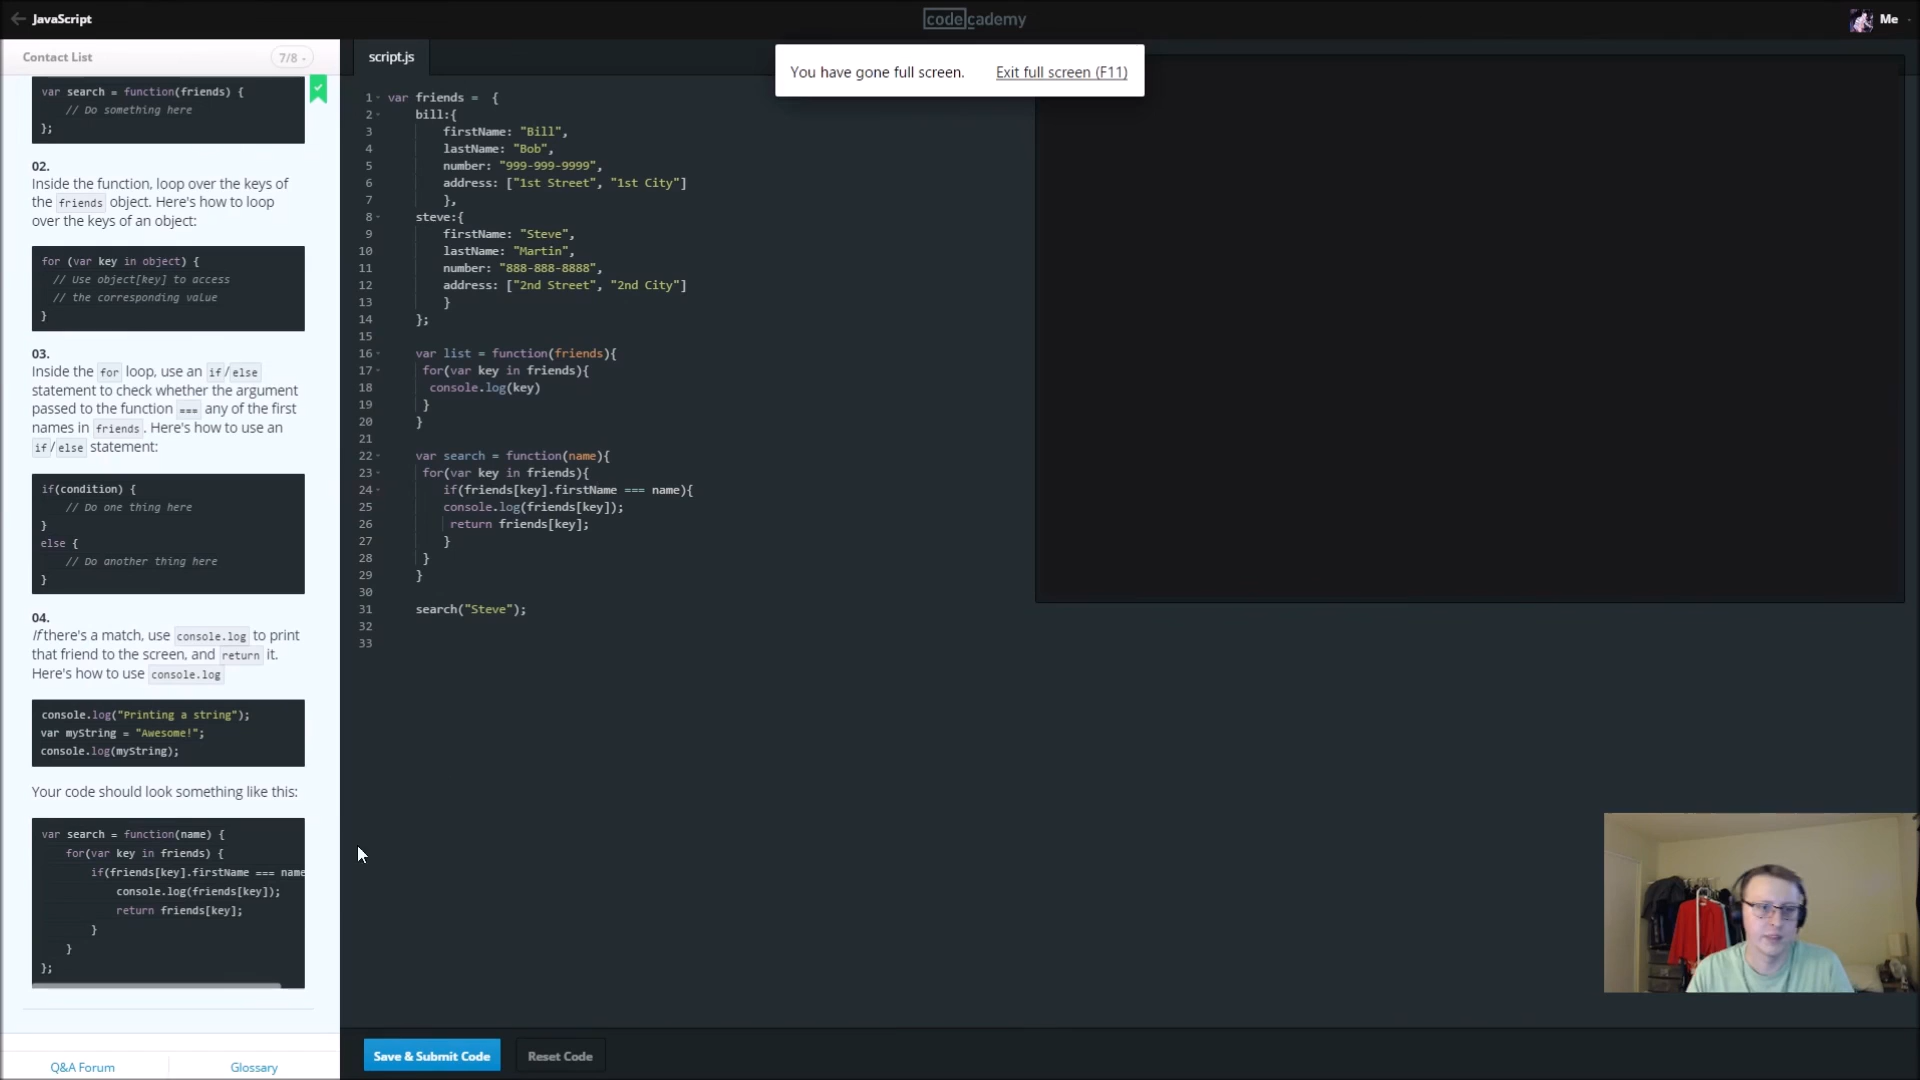 JavaScript
codecademy
Me
Contact List
7/8
script.js
You have gone full screen.
Exit full screen (F11)
var search = function(friends) {
// Do something here
};
02.
Inside the function, loop over the keys of
the friends object. Here's how to loop
over the keys of an object:
for (var key in object) {
// Use object[key] to access
// the corresponding value
}
03.
Inside the for loop, use an if/else
statement to check whether the argument
passed to the function === any of the first
names in friends. Here's how to use an
if/else statement:
if(condition) {
// Do one thing here
}
else {
// Do another thing here
}
04.
If there's a match, use console.log to print
that friend to the screen, and return it.
Here's how to use console.log
console.log("Printing a string");
var myString = "Awesome!";
console.log(myString);
Your code should look something like this:
var search = function(name) {
for(var key in friends) {
if(friends[key].firstName === name
console.log(friends[key]);
return friends[key];
}
}
};
Q&A Forum
Glossary
1 var friends = {
2 bill:{
3 firstName: "Bill",
4 lastName: "Bob",
5 number: "999-999-9999",
6 address: ["1st Street", "1st City"]
7 },
8 steve:{
9 firstName: "Steve",
10 lastName: "Martin",
11 number: "888-888-8888",
12 address: ["2nd Street", "2nd City"]
13 }
14 };
15
16 var list = function(friends){
17 for(var key in friends){
18 console.log(key)
19 }
20 }
21
22 var search = function(name){
23 for(var key in friends){
24 if(friends[key].firstName === name){
25 console.log(friends[key]);
26 return friends[key];
27 }
28 }
29 }
30
31 search("Steve");
32
33
Save & Submit Code
Reset Code